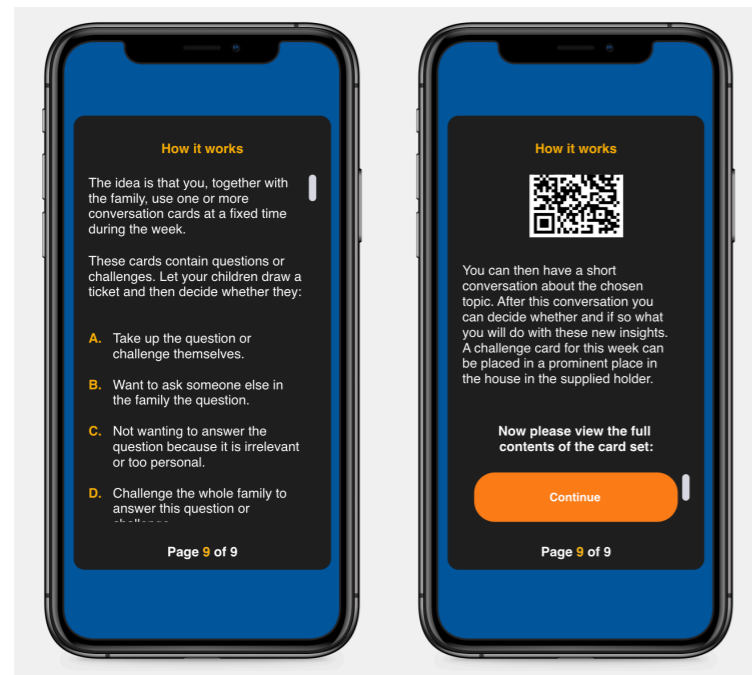 How it works
The idea is that you, together with
the family, use one or more
conversation cards at a fixed time
during the week.
These cards contain questions or
challenges. Let your children draw a
ticket and then decide whether they:
A. Take up the question or
challenge themselves.
B. Want to ask someone else in
the family the question.
C. Not wanting to answer the
question because it is irrelevant
or too personal.
D. Challenge the whole family to
answer this question or
challenge
Page 9 of 9
How it works
You can then have a short
conversation about the chosen
topic. After this conversation you
can decide whether and if so what
you will do with these new insights.
A challenge card for this week can
be placed in a prominent place in
the house in the supplied holder.
Now please view the full
contents of the card set:
Continue
Page 9 of 9